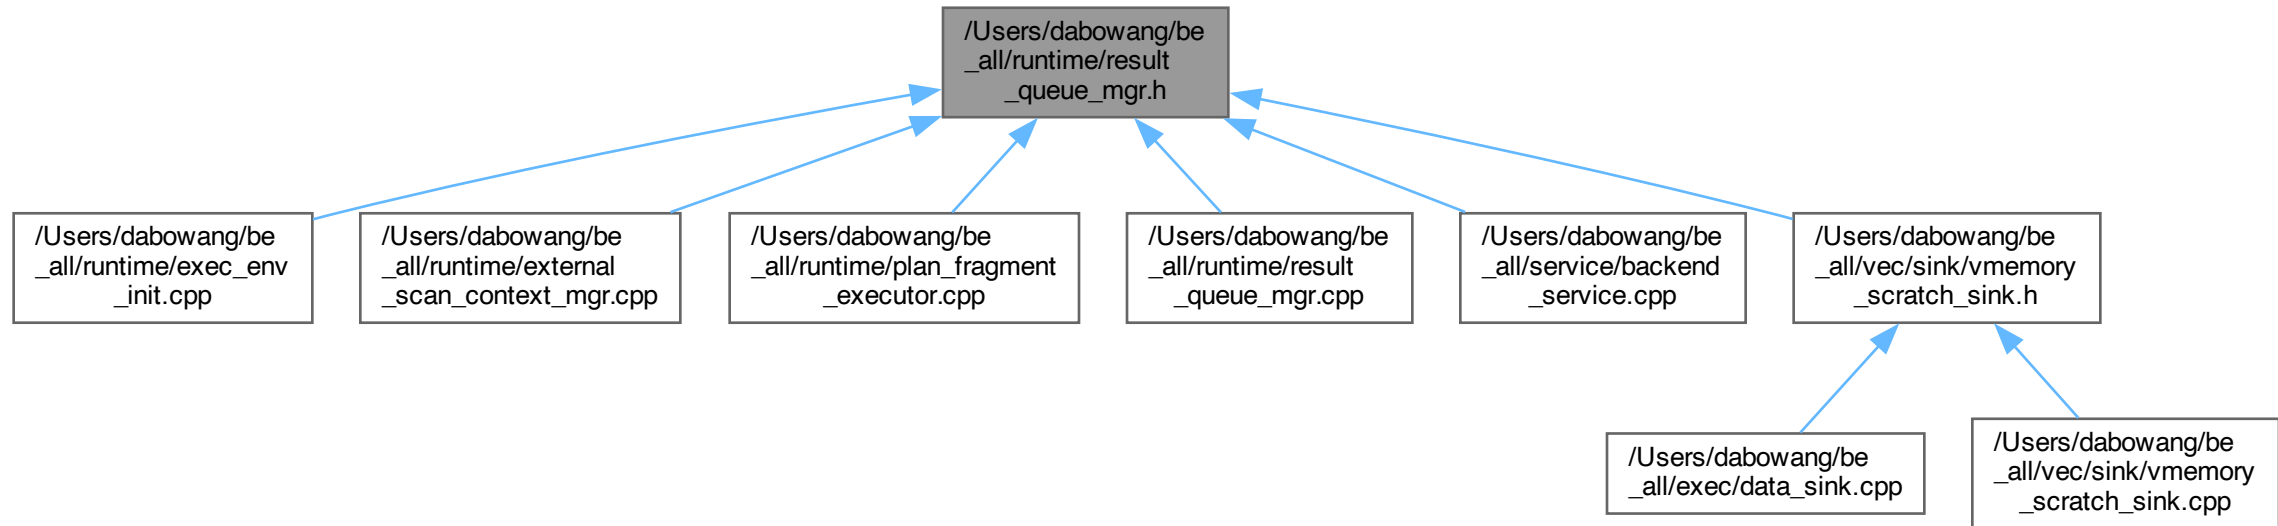 /Users/dabowang/be
_all/runtime/result
_queue_mgr.h
/Users/dabowang/be
_all/runtime/exec_env
_init.cpp
/Users/dabowang/be
_all/runtime/external
_scan_context_mgr.cpp
/Users/dabowang/be
_all/runtime/plan_fragment
_executor.cpp
/Users/dabowang/be
_all/runtime/result
_queue_mgr.cpp
/Users/dabowang/be
_all/service/backend
_service.cpp
/Users/dabowang/be
_all/vec/sink/vmemory
_scratch_sink.h
/Users/dabowang/be
_all/exec/data_sink.cpp
/Users/dabowang/be
_all/vec/sink/vmemory
_scratch_sink.cpp